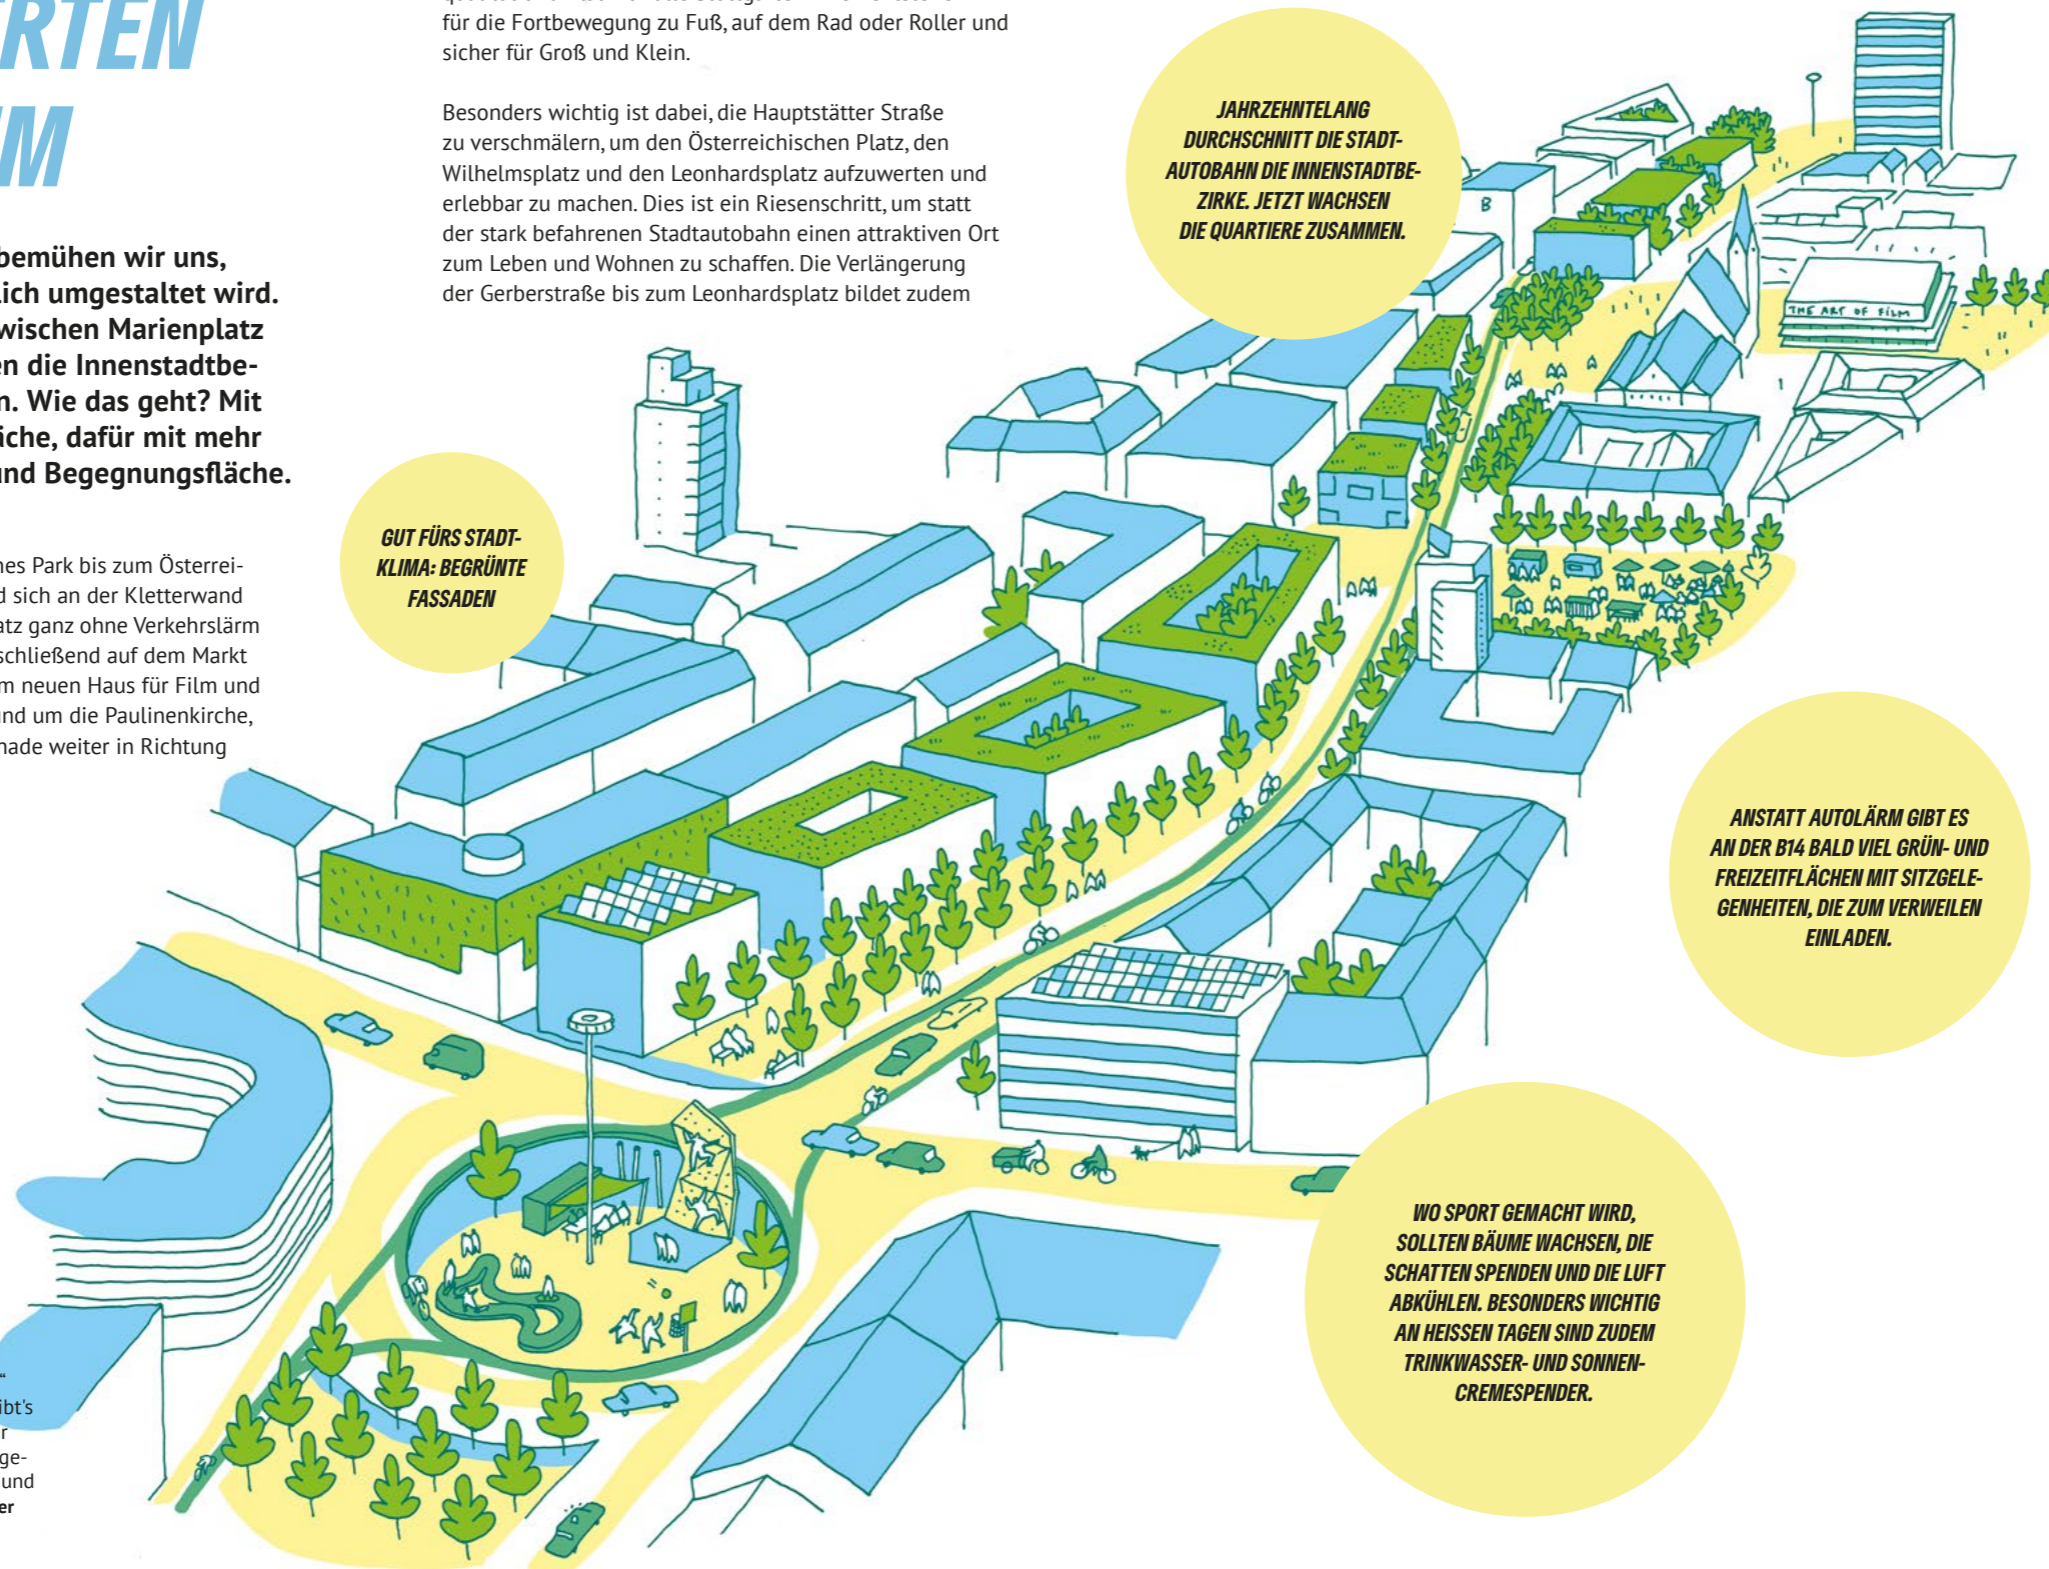 ERTEN
bemühen wir uns,
lich umgestaltet wird.
wischen Marienplatz
en die Innenstadtbe-
n. Wie das geht? Mit
äche, dafür mit mehr
und Begegnungsfläche.
nes Park bis zum Österrei-
d sich an der Kletterwand
atz ganz ohne Verkehrslärm
schließend auf dem Markt
m neuen Haus für Film und
und um die Paulinenkirche,
nade weiter in Richtung
“
ibt's
r
ge-
und
er
für die Fortbewegung zu Fuß, auf dem Rad oder Roller und
sicher für Groß und Klein.
Besonders wichtig ist dabei, die Hauptstätter Straße
zu verschmälern, um den Österreichischen Platz, den
Wilhelmsplatz und den Leonhardsplatz aufzuwerten und
erlebbar zu machen. Dies ist ein Riesenschritt, um statt
der stark befahrenen Stadtautobahn einen attraktiven Ort
zum Leben und Wohnen zu schaffen. Die Verlängerung
der Gerberstraße bis zum Leonhardsplatz bildet zudem
JAHRZEHNTELANG
DURCHSCHNITT DIE STADT-
AUTOBAHN DIE INNENSTADTBE-
ZIRKE. JETZT WACHSEN
DIE QUARTIERE ZUSAMMEN.
B
THE ART OF FILM
GUT FÜRS STADT-
KLIMA: BEGRÜNTE
FASSADEN
ANSTATT AUTOLÄRM GIBT ES
AN DER B14 BALD VIEL GRÜN- UND
FREIZEITFLÄCHEN MIT SITZGELE-
GENHEITEN, DIE ZUM VERWEILEN
EINLADEN.
WO SPORT GEMACHT WIRD,
SOLLTEN BÄUME WACHSEN, DIE
SCHATTEN SPENDEN UND DIE LUFT
ABKÜHLEN. BESONDERS WICHTIG
AN HEISSEN TAGEN SIND ZUDEM
TRINKWASSER- UND SONNEN-
CREMESPENDER.